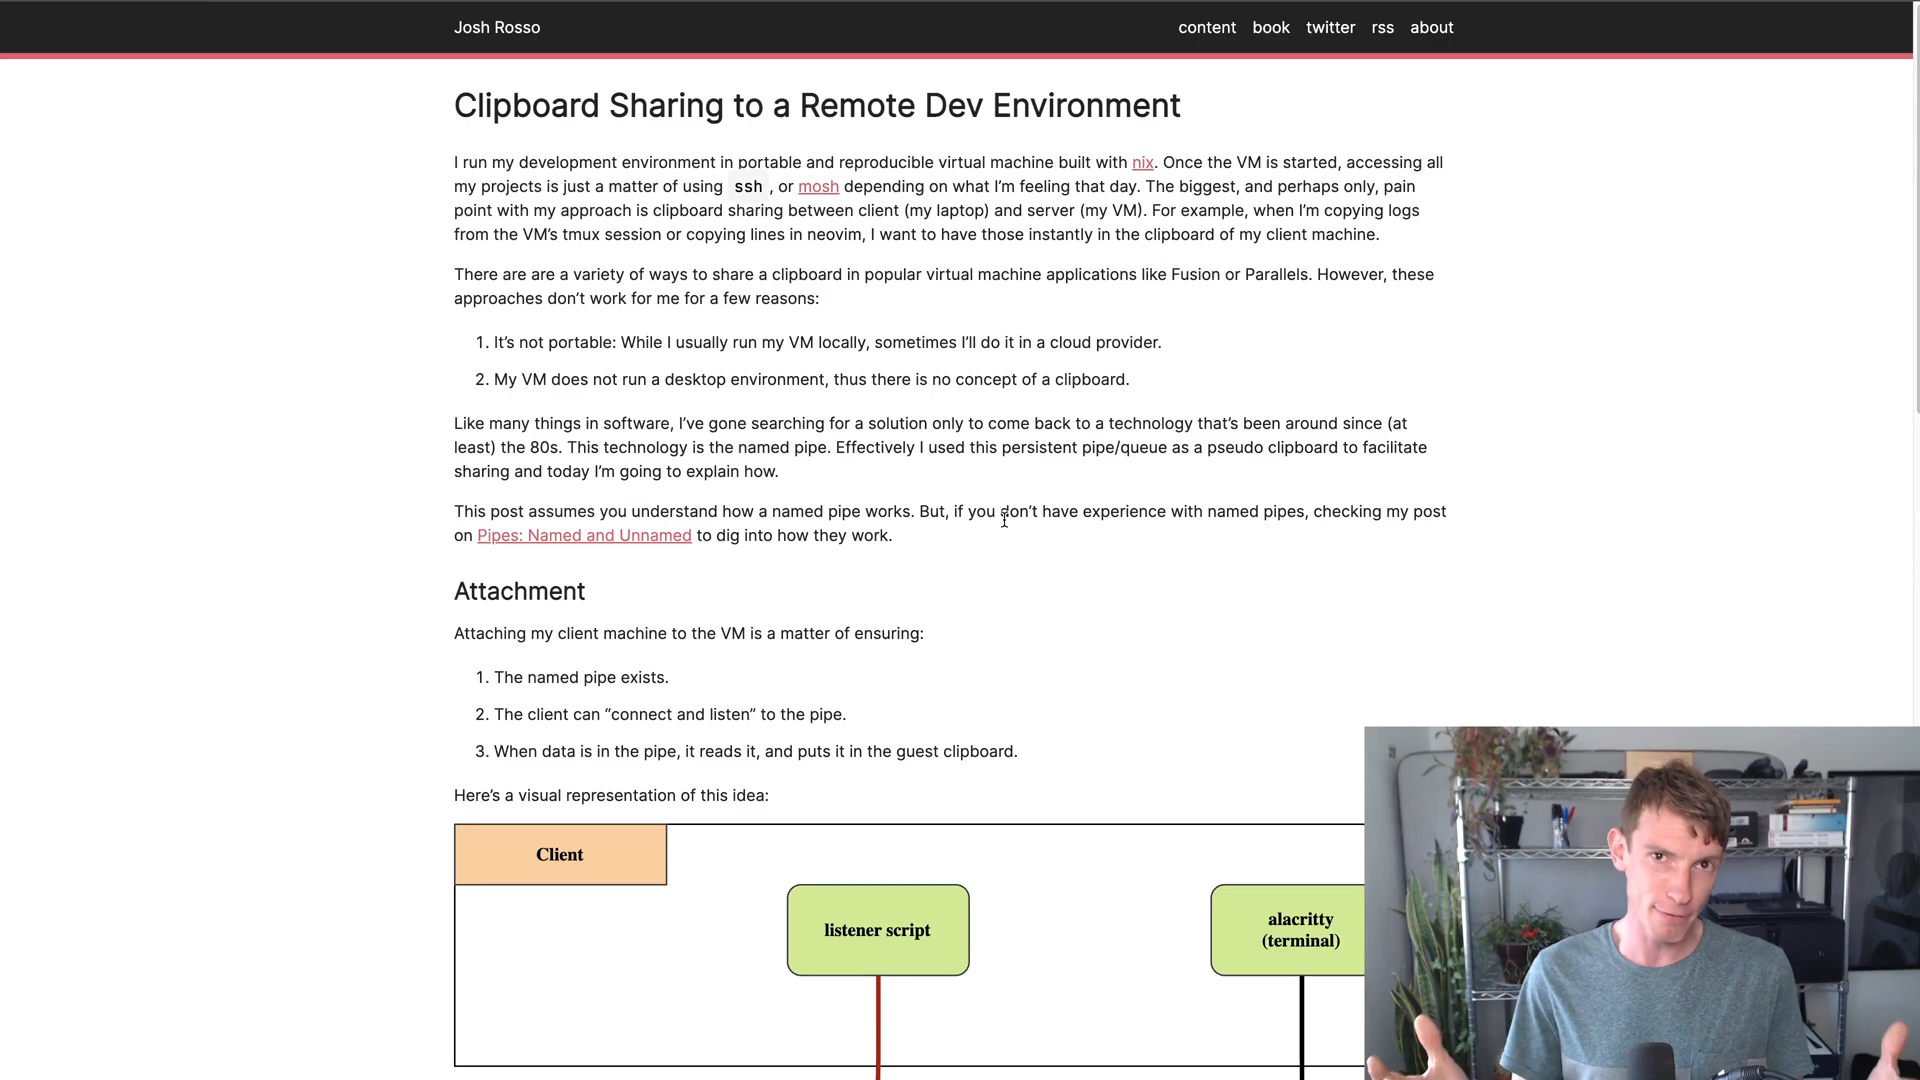 Josh Rosso
content book twitter rss about
Clipboard Sharing to a Remote Dev Environment
I run my development environment in portable and reproducible virtual machine built with nix. Once the VM is started, accessing all
my projects is just a matter of using ssh , or mosh depending on what I’m feeling that day. The biggest, and perhaps only, pain
point with my approach is clipboard sharing between client (my laptop) and server (my VM). For example, when I’m copying logs
from the VM’s tmux session or copying lines in neovim, I want to have those instantly in the clipboard of my client machine.
There are are a variety of ways to share a clipboard in popular virtual machine applications like Fusion or Parallels. However, these
approaches don’t work for me for a few reasons:
1. It’s not portable: While I usually run my VM locally, sometimes I’ll do it in a cloud provider.
2. My VM does not run a desktop environment, thus there is no concept of a clipboard.
Like many things in software, I’ve gone searching for a solution only to come back to a technology that’s been around since (at
least) the 80s. This technology is the named pipe. Effectively I used this persistent pipe/queue as a pseudo clipboard to facilitate
sharing and today I’m going to explain how.
This post assumes you understand how a named pipe works. But, if you don’t have experience with named pipes, checking my post
on Pipes: Named and Unnamed to dig into how they work.
Attachment
Attaching my client machine to the VM is a matter of ensuring:
1. The named pipe exists.
2. The client can “connect and listen” to the pipe.
3. When data is in the pipe, it reads it, and puts it in the guest clipboard.
Here’s a visual representation of this idea:
Client
listener script
alacritty
(terminal)